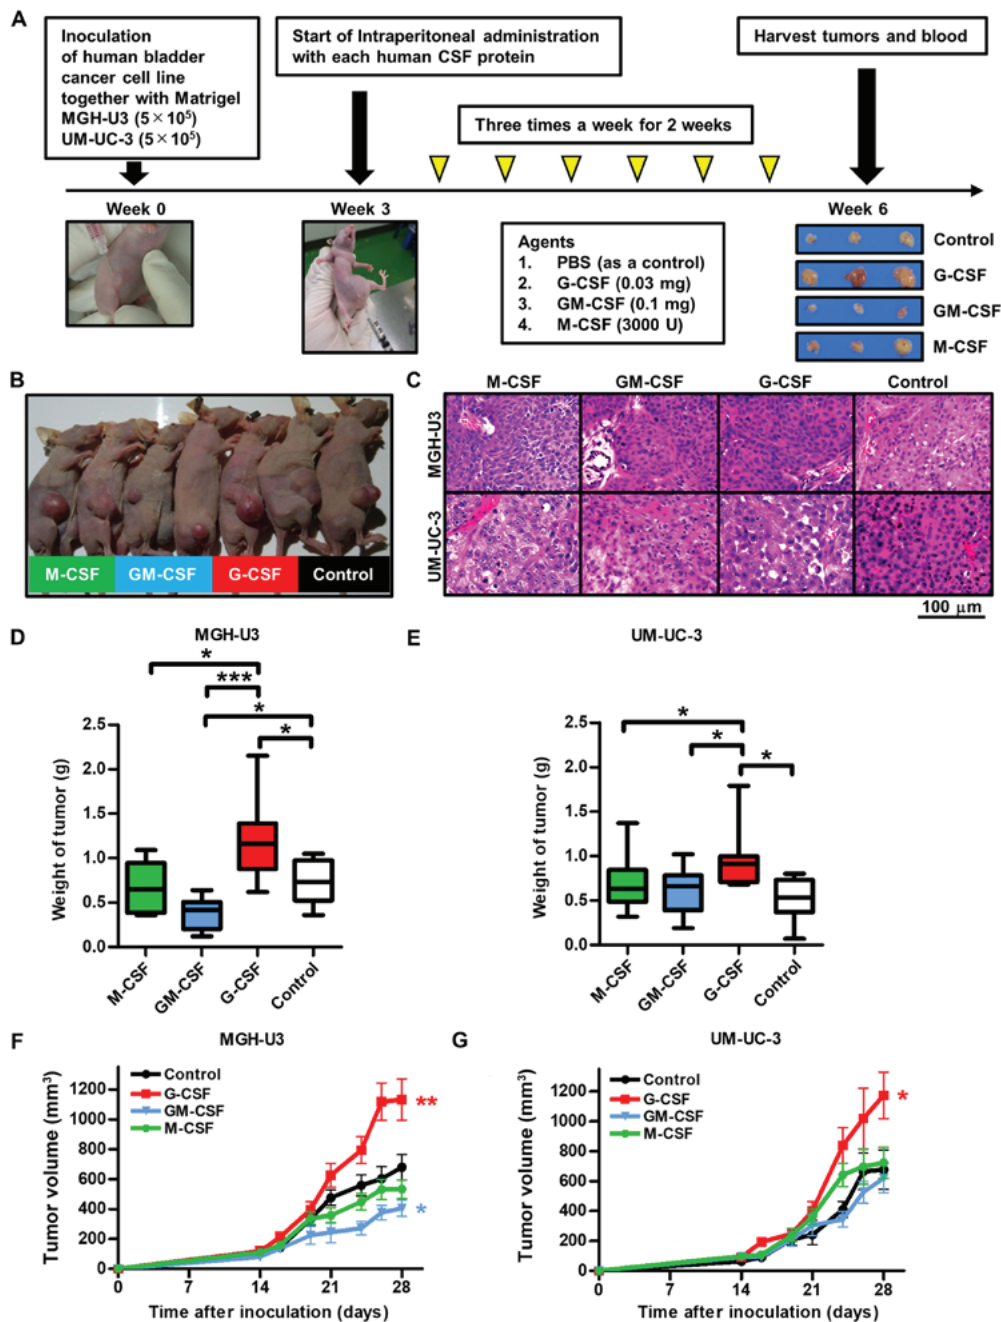 A
Inoculation
of human bladder
cancer cell line
together with Matrigel
MGH-U3 (5×10⁵)
UM-UC-3 (5×10⁵)
Start of Intraperitoneal administration
with each human CSF protein
Harvest tumors and blood
Three times a week for 2 weeks
Week 0
Week 3
Week 6
Agents
1. PBS (as a control)
2. G-CSF (0.03 mg)
3. GM-CSF (0.1 mg)
4. M-CSF (3000 U)
Control
G-CSF
GM-CSF
M-CSF
B
M-CSF GM-CSF G-CSF Control
C
M-CSF GM-CSF G-CSF Control
MGH-U3
UM-UC-3
100 μm
D
MGH-U3
*
***
*
*
Weight of tumor (g)
2.5
2.0
1.5
1.0
0.5
0.0
M-CSF GM-CSF G-CSF Control
E
UM-UC-3
*
*
*
Weight of tumor (g)
2.5
2.0
1.5
1.0
0.5
0.0
M-CSF GM-CSF G-CSF Control
F
MGH-U3
Control
G-CSF
GM-CSF
M-CSF
Tumor volume (mm³)
1200
1000
800
600
400
200
0
**
*
0 7 14 21 28
Time after inoculation (days)
G
UM-UC-3
Control
G-CSF
GM-CSF
M-CSF
Tumor volume (mm³)
1200
1000
800
600
400
200
0
*
0 7 14 21 28
Time after inoculation (days)